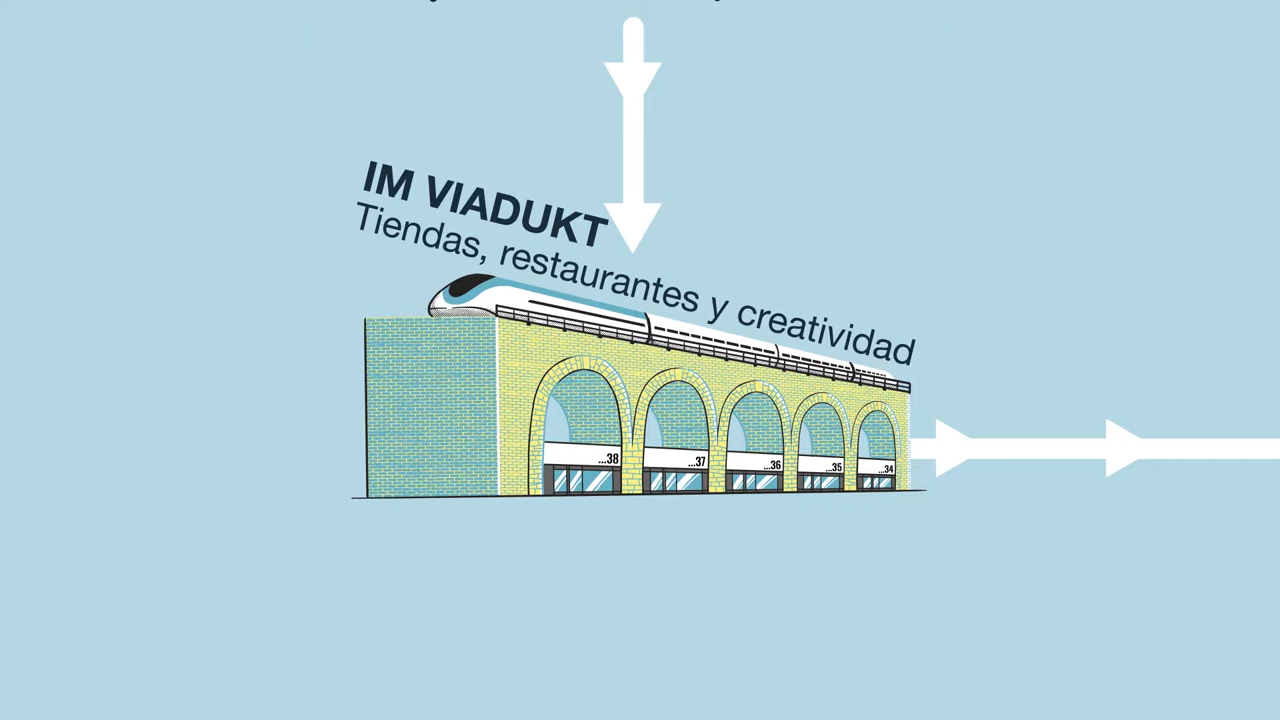 IM VIADUKT
Tiendas, restaurantes y creatividad
...38
...37
...36
...35
...34